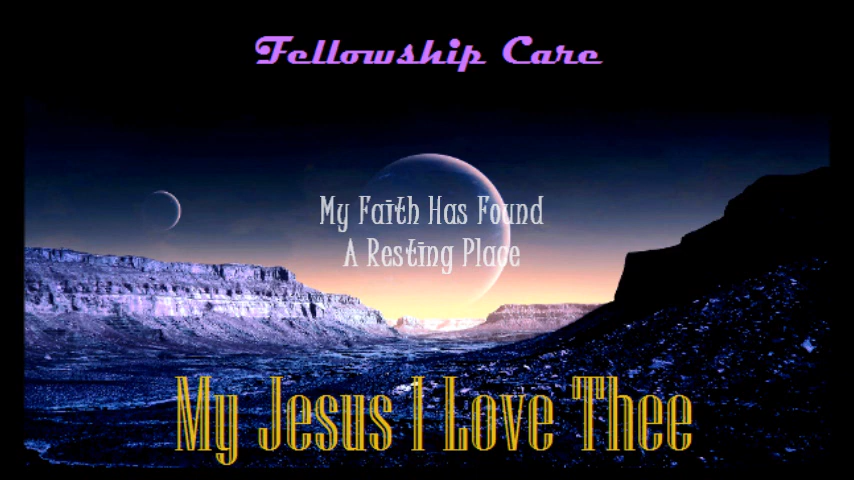 Fellowship Care
My Faith Has Found
A Resting Place
My Jesus I Love Thee